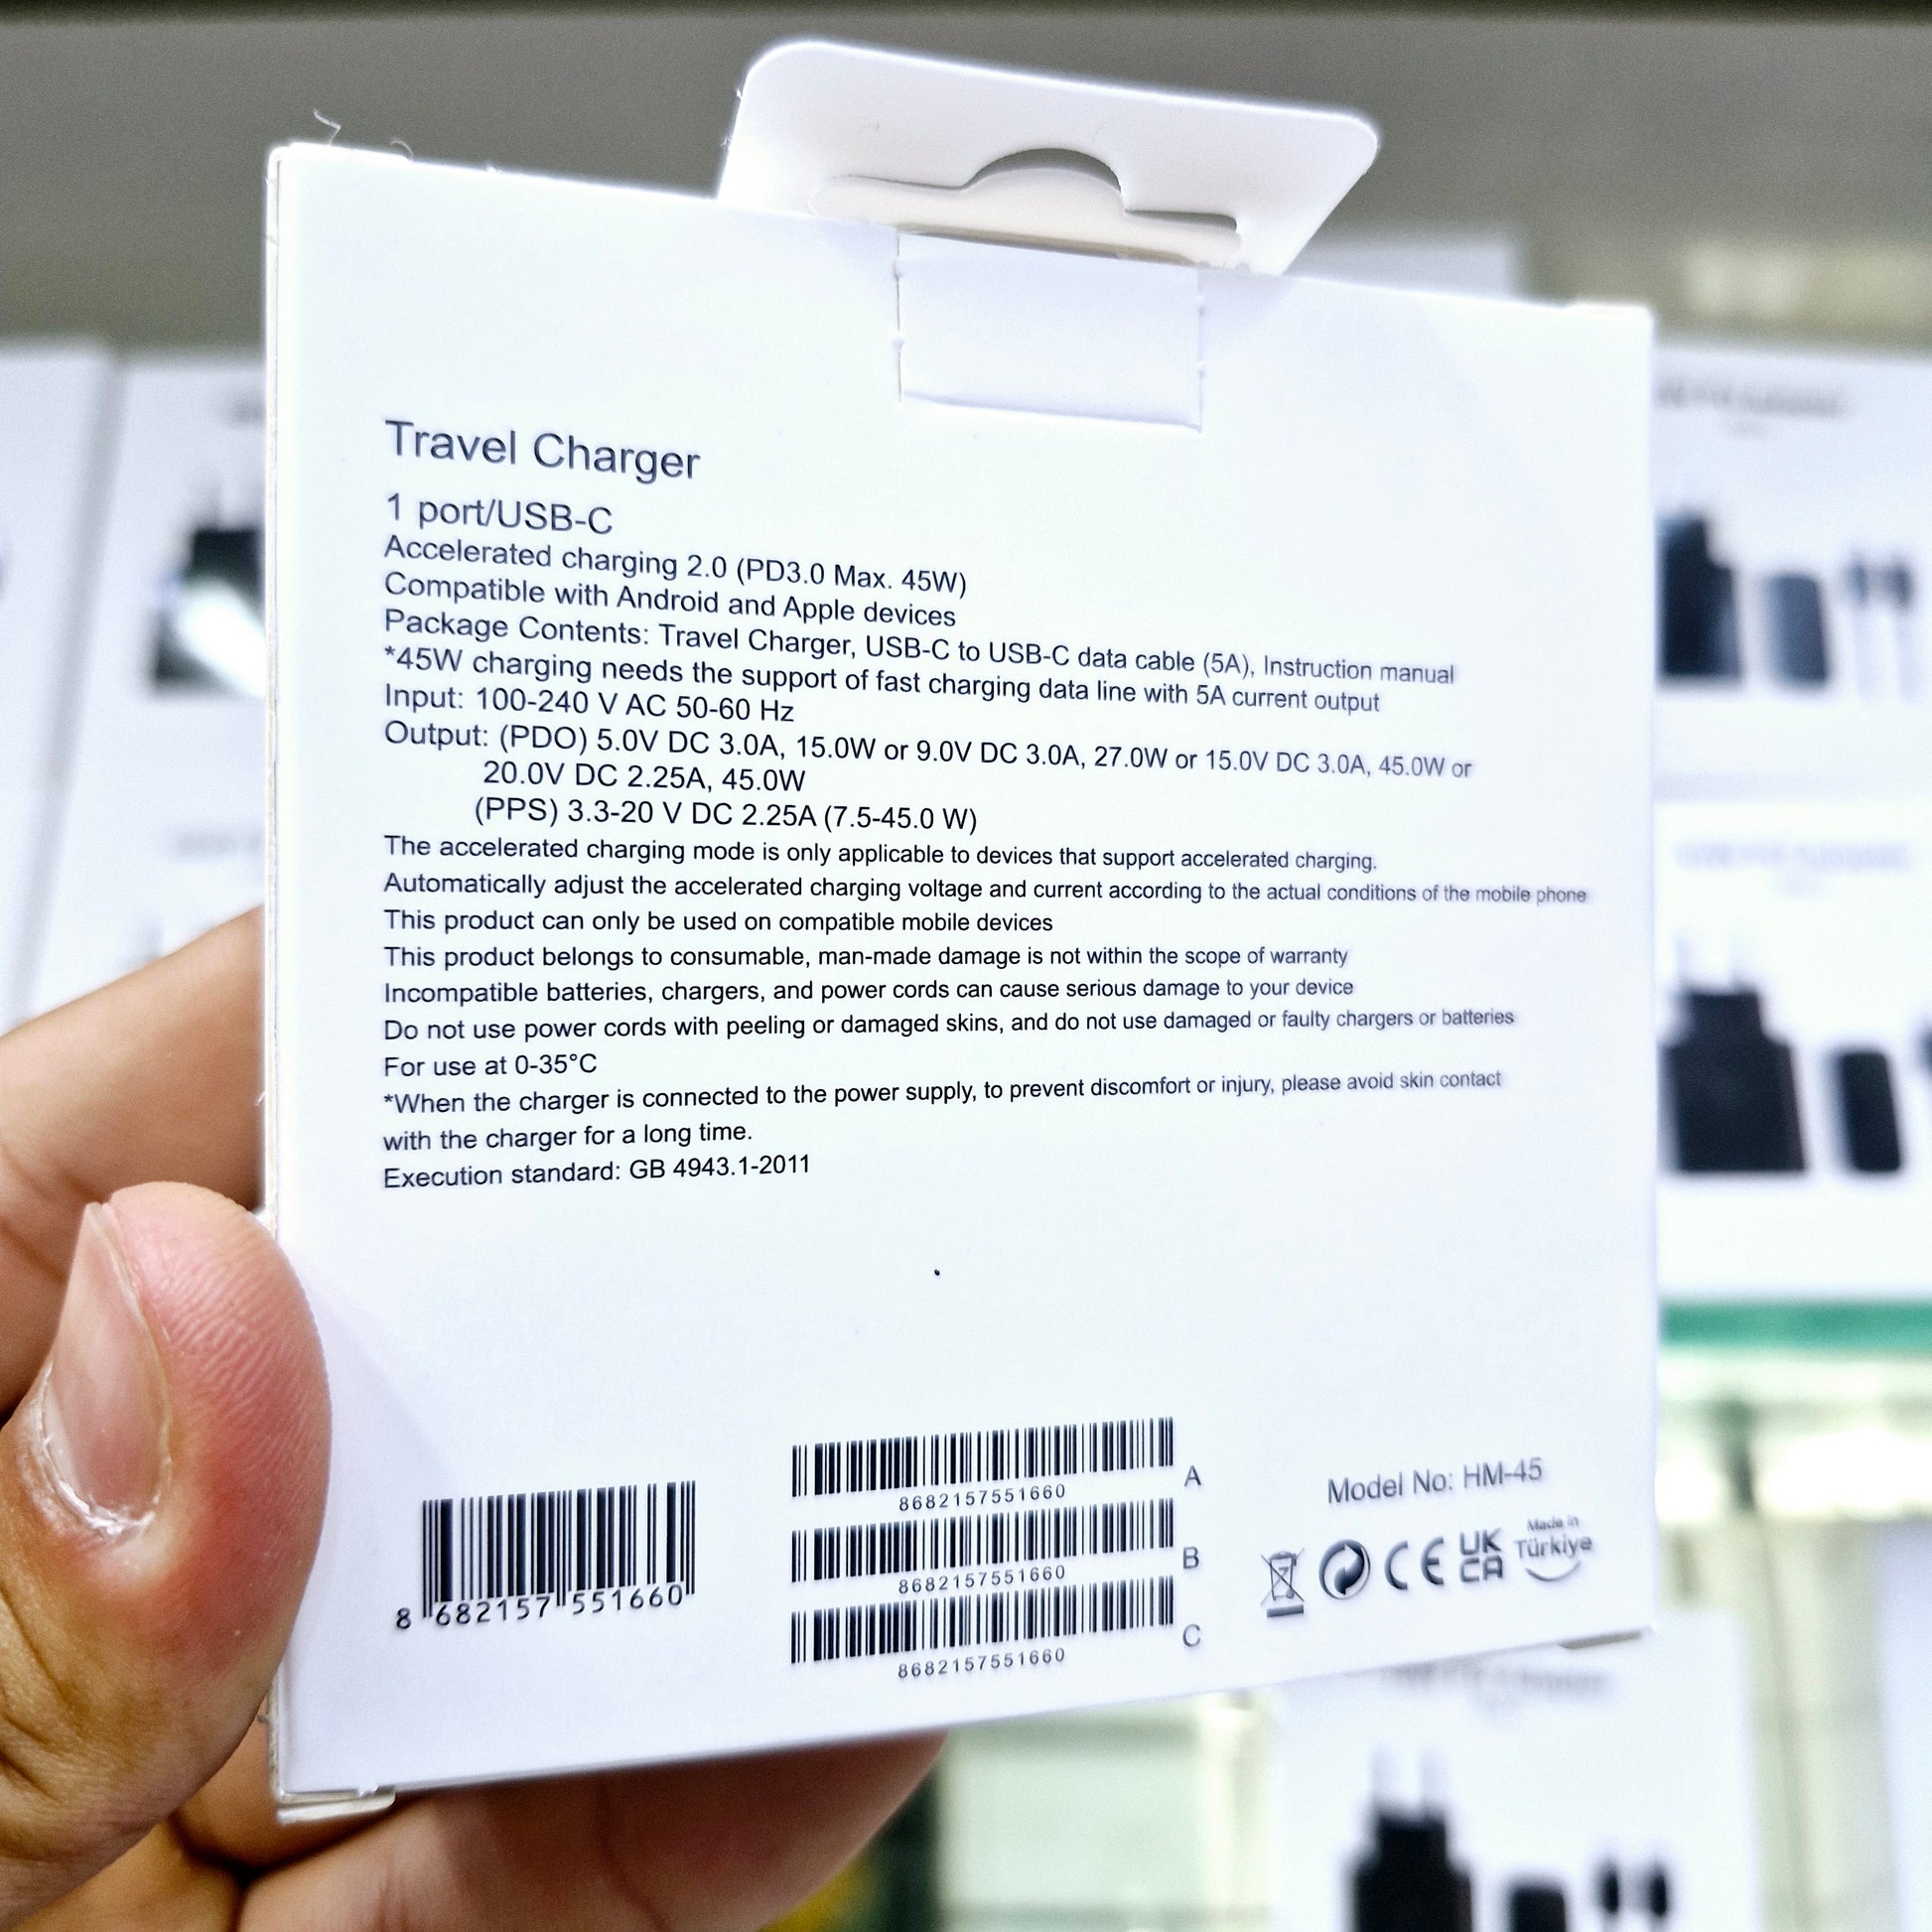 Travel Charger
1 port/USB-C
Accelerated charging 2.0 (PD3.0 Max. 45W)
Compatible with Android and Apple devices
Package Contents: Travel Charger, USB-C to USB-C data cable (5A), Instruction manual
*45W charging needs the support of fast charging data line with 5A current output
Input: 100-240 V AC 50-60 Hz
Output: (PDO) 5.0V DC 3.0A, 15.0W or 9.0V DC 3.0A, 27.0W or 15.0V DC 3.0A, 45.0W or
20.0V DC 2.25A, 45.0W
(PPS) 3.3-20 V DC 2.25A (7.5-45.0 W)
The accelerated charging mode is only applicable to devices that support accelerated charging.
Automatically adjust the accelerated charging voltage and current according to the actual conditions of the mobile phone
This product can only be used on compatible mobile devices
This product belongs to consumable, man-made damage is not within the scope of warranty
Incompatible batteries, chargers, and power cords can cause serious damage to your device
Do not use power cords with peeling or damaged skins, and do not use damaged or faulty chargers or batteries
For use at 0-35°C
*When the charger is connected to the power supply, to prevent discomfort or injury, please avoid skin contact
with the charger for a long time.
Execution standard: GB 4943.1-2011
8 682157 551660
8682157551660 A
8682157551660 B
8682157551660 C
Model No: HM-45
CE UK CA Made in Türkiye